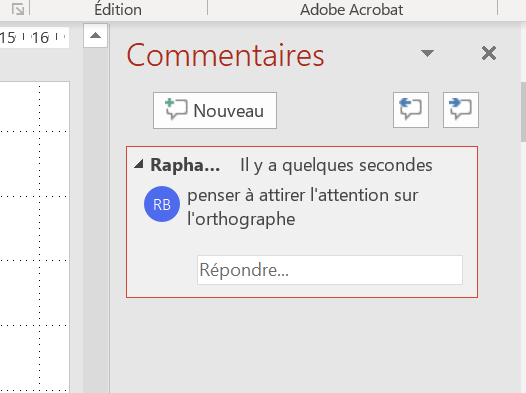 Édition
Adobe Acrobat
15 16
Commentaires
Nouveau
Rapha... Il y a quelques secondes
RB
penser à attirer l'attention sur
l'orthographe
Répondre...